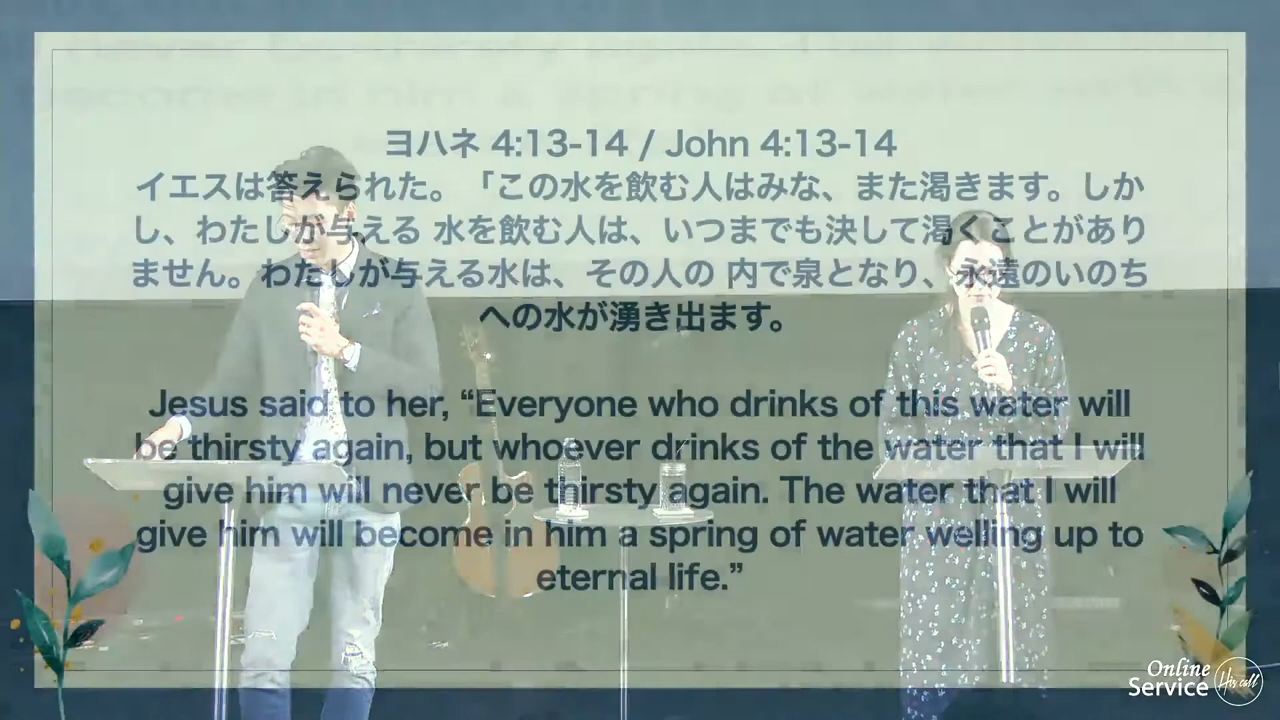 ヨハネ 4:13-14 / John 4:13-14
イエスは答えられた。「この水を飲む人はみな、また渇きます。しか
し、わたしが与える 水を飲む人は、いつまでも決して渇くことがあり
ません。わたしが与える水は、その人の 内で泉となり、永遠のいのち
への水が湧き出ます。
Jesus said to her, “Everyone who drinks of this water will
be thirsty again, but whoever drinks of the water that I will
give him will never be thirsty again. The water that I will
give him will become in him a spring of water welling up to
eternal life.”
Online
Service
His call